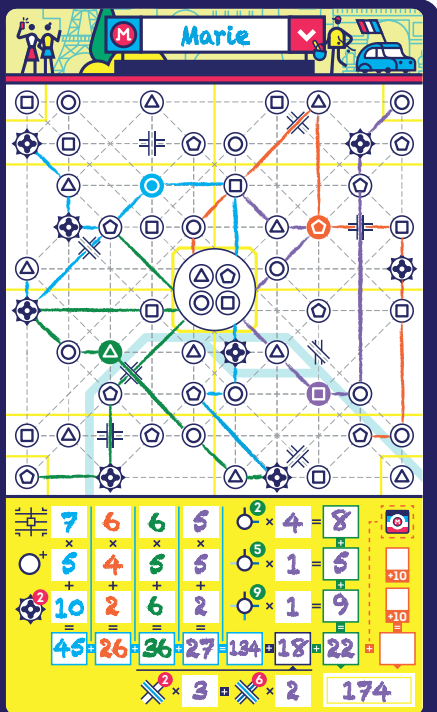 M Marie
7 6 6 5 2 × 4 = 8
× × × × +
5 4 5 5 5 × 1 = 5 +10
+ + + + +
2 10 2 6 2 9 × 1 = 9 +10
= = = = = =
45 + 26 + 36 + 27 = 134 + 18 + 22 +
2 × 3 + 6 × 2 174